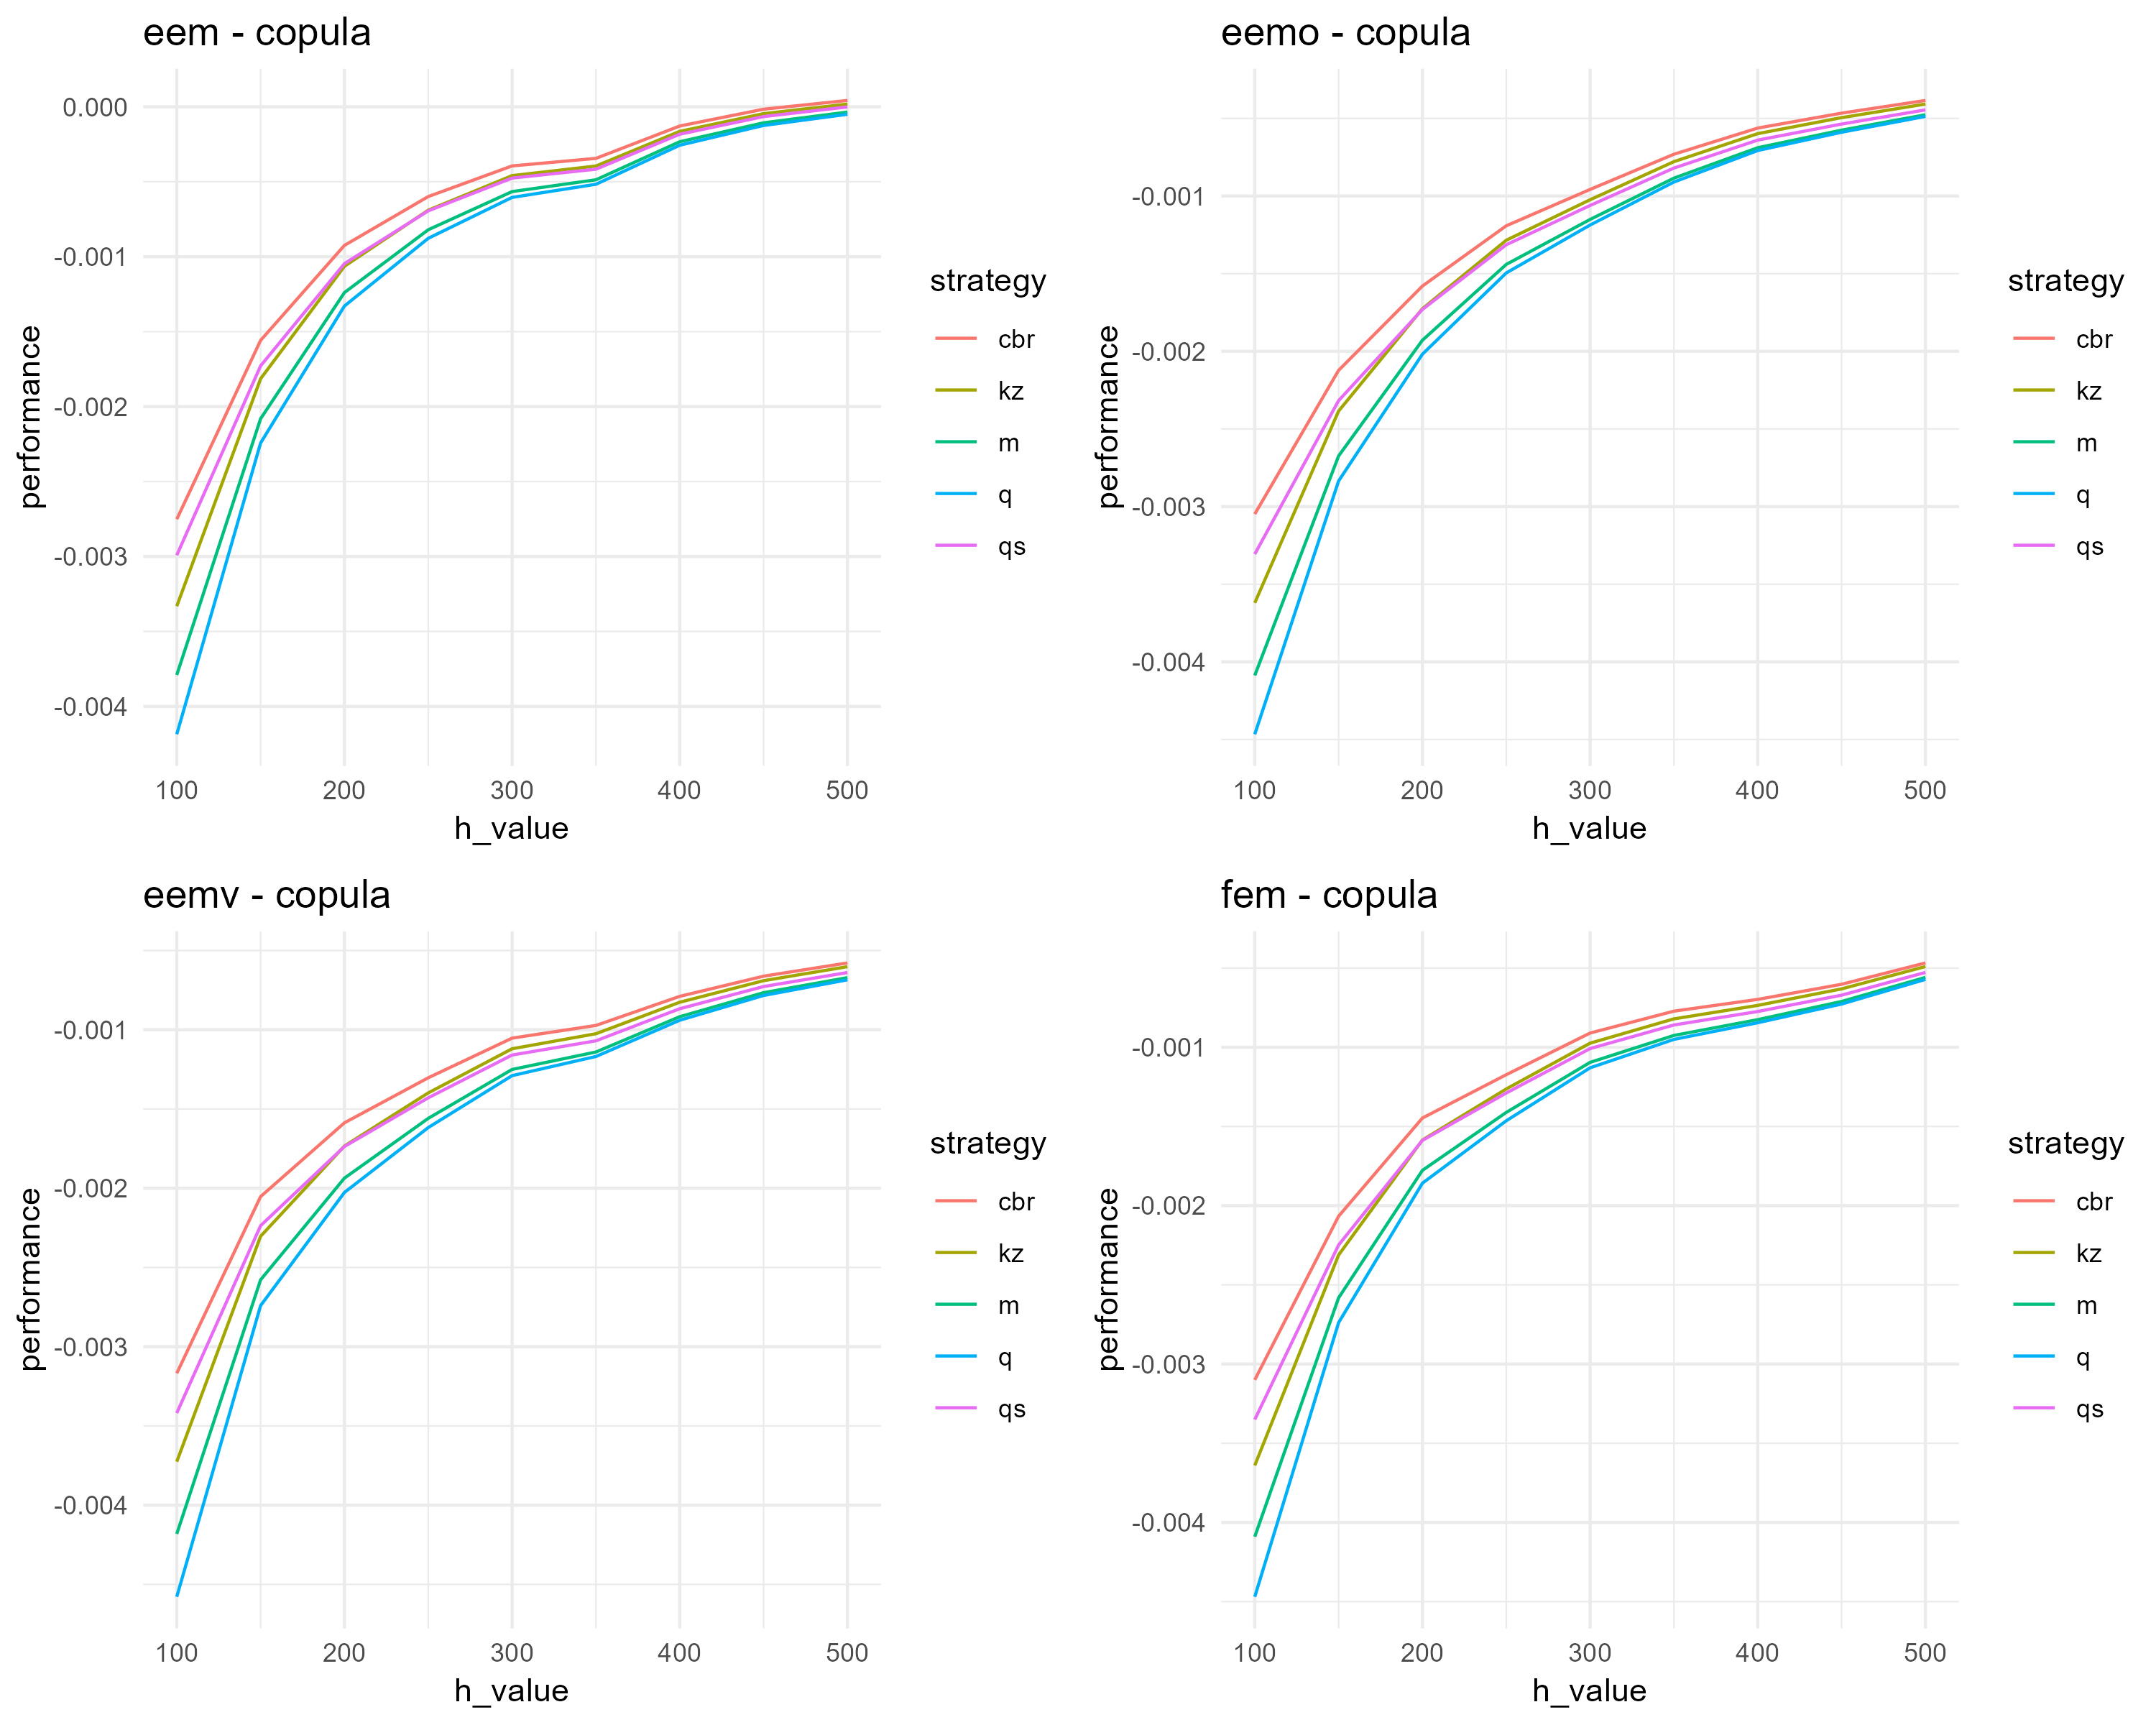 eem - copula
0.000
-0.001
-0.002
-0.003
-0.004
performance
100 200 300 400 500
h_value
strategy
cbr
kz
m
q
qs
eemo - copula
-0.001
-0.002
-0.003
-0.004
performance
100 200 300 400 500
h_value
strategy
cbr
kz
m
q
qs
eemv - copula
-0.001
-0.002
-0.003
-0.004
performance
100 200 300 400 500
h_value
strategy
cbr
kz
m
q
qs
fem - copula
-0.001
-0.002
-0.003
-0.004
performance
100 200 300 400 500
h_value
strategy
cbr
kz
m
q
qs